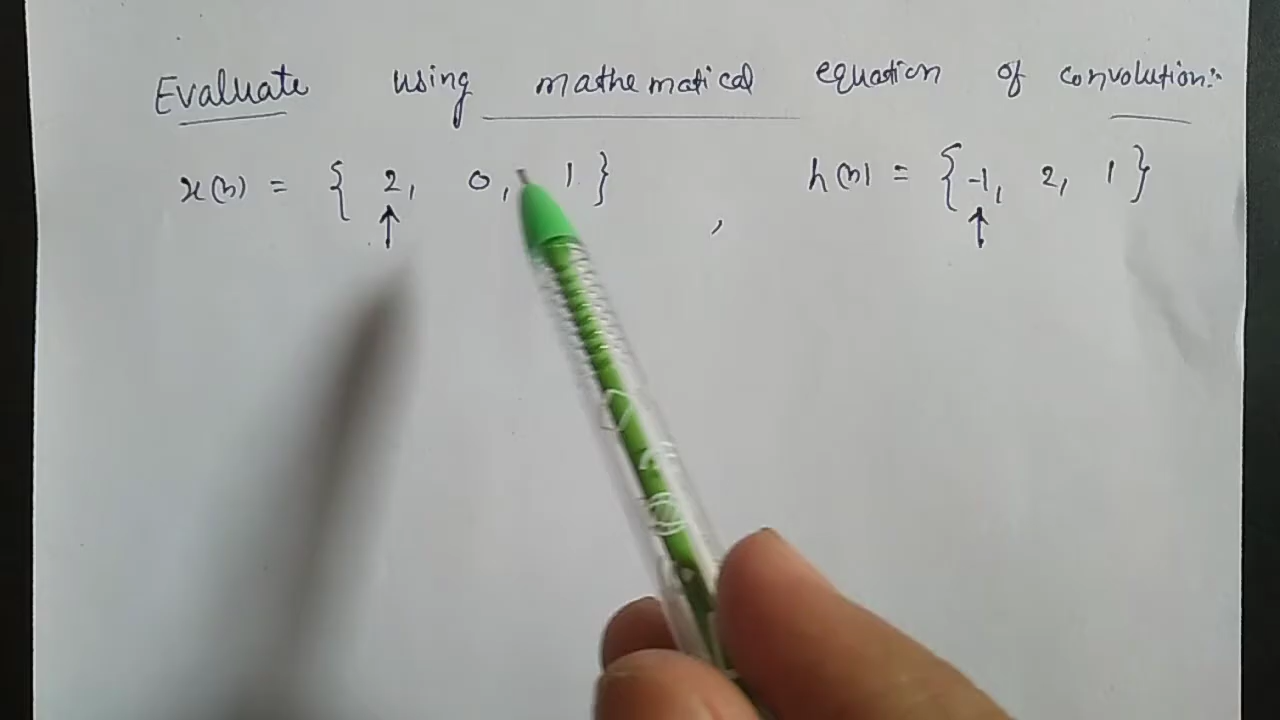 Evaluate using mathematical equation of convolution:-
x(n) = { 2, 0, 1 } , h(n) = { -1, 2, 1 }
↑ ↑